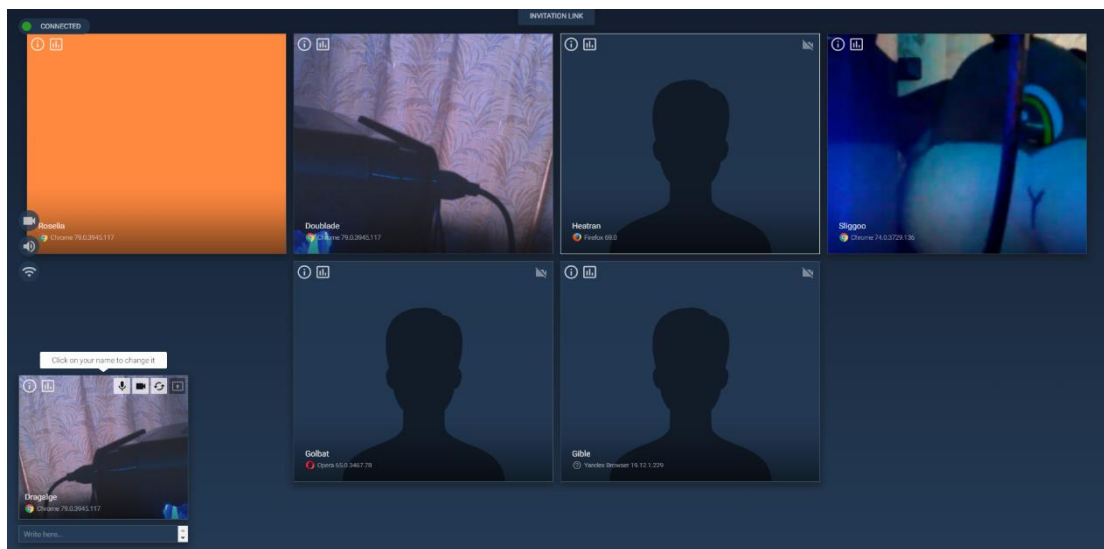 INVITATION LINK
CONNECTED
Roselia
Chrome 79.0.3945.117
Doublade
Chrome 79.0.3945.117
Heatran
Firefox 69.0
Sliggoo
Chrome 74.0.3729.136
Click on your name to change it
Golbat
Opera 65.0.3467.78
Gible
Yandex Browser 19.12.1.229
Dragalge
Chrome 79.0.3945.117
Write here...